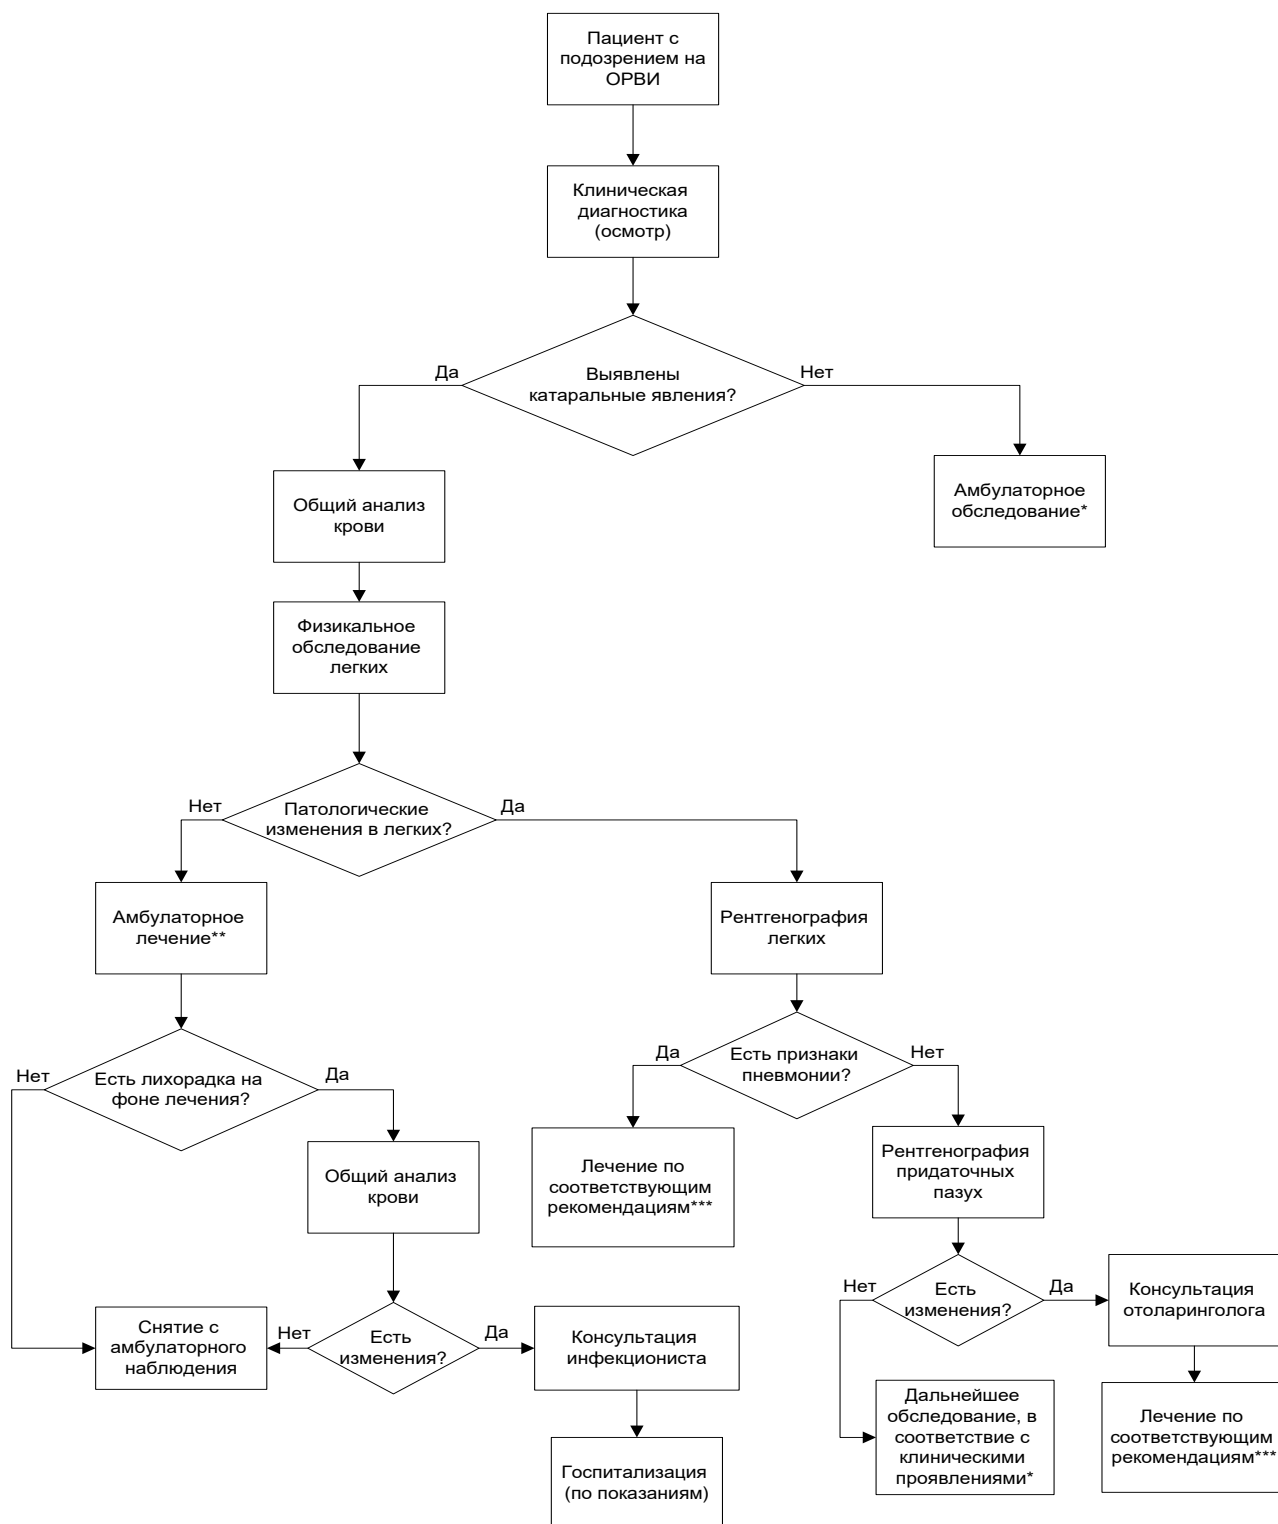 Пациент с
подозрением на
ОРВИ
Клиническая
диагностика
(осмотр)
Выявлены
катаральные явления?
Да
Нет
Общий анализ
крови
Амбулаторное
обследование*
Физикальное
обследование
легких
Патологические
изменения в легких?
Нет
Да
Амбулаторное
лечение**
Рентгенография
легких
Есть лихорадка на
фоне лечения?
Нет
Да
Есть признаки
пневмонии?
Да
Нет
Общий анализ
крови
Лечение по
соответствующим
рекомендациям***
Рентгенография
придаточных
пазух
Снятие с
амбулаторного
наблюдения
Нет
Есть
изменения?
Да
Консультация
инфекциониста
Нет
Есть
изменения?
Да
Консультация
отоларинголога
Госпитализация
(по показаниям)
Дальнейшее
обследование, в
соответствие с
клиническими
проявлениями*
Лечение по
соответствующим
рекомендациям***